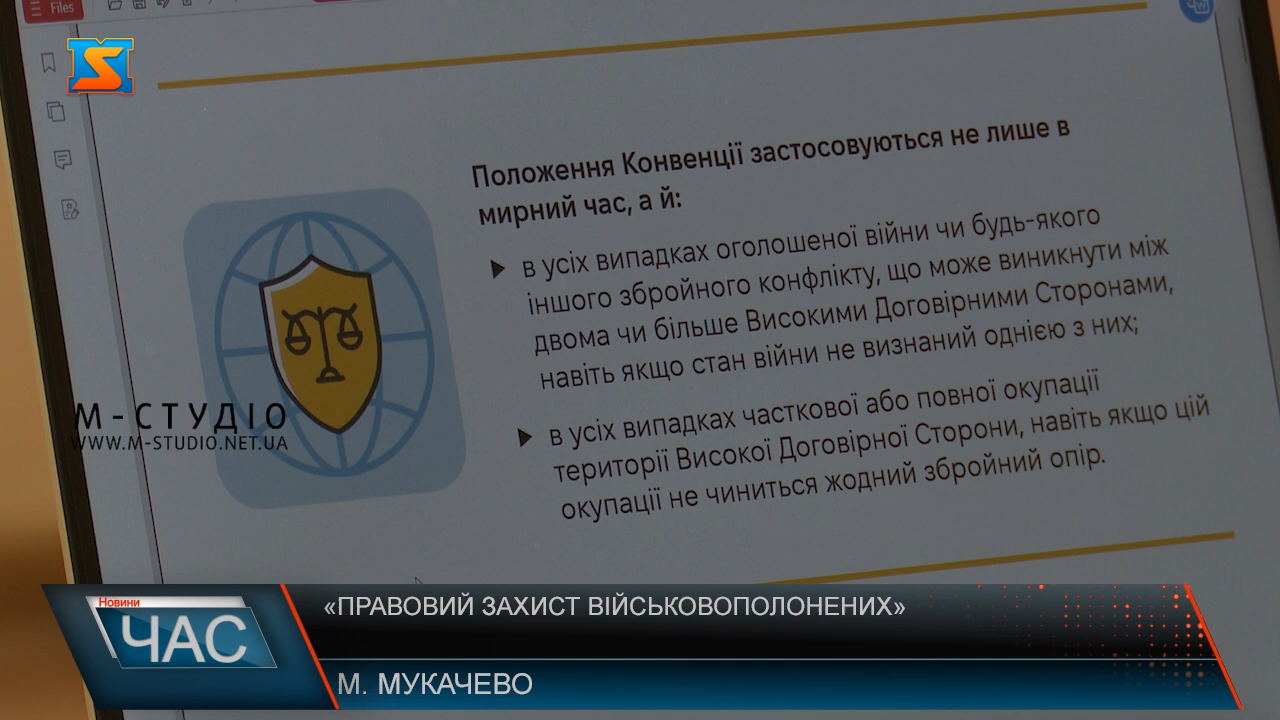 Files
Положення Конвенції застосовуються не лише в
мирний час, а й:
в усіх випадках оголошеної війни чи будь-якого
іншого збройного конфлікту, що може виникнути між
двома чи більше Високими Договірними Сторонами,
навіть якщо стан війни не визнаний однією з них;
в усіх випадках часткової або повної окупації
території Високої Договірної Сторони, навіть якщо цій
окупації не чиниться жодний збройний опір.
М-СТУДІО
WWW.M-STUDIO.NET.UA
Новини
ЧАС
«ПРАВОВИЙ ЗАХИСТ ВІЙСЬКОВОПОЛОНЕНИХ»
М. МУКАЧЕВО